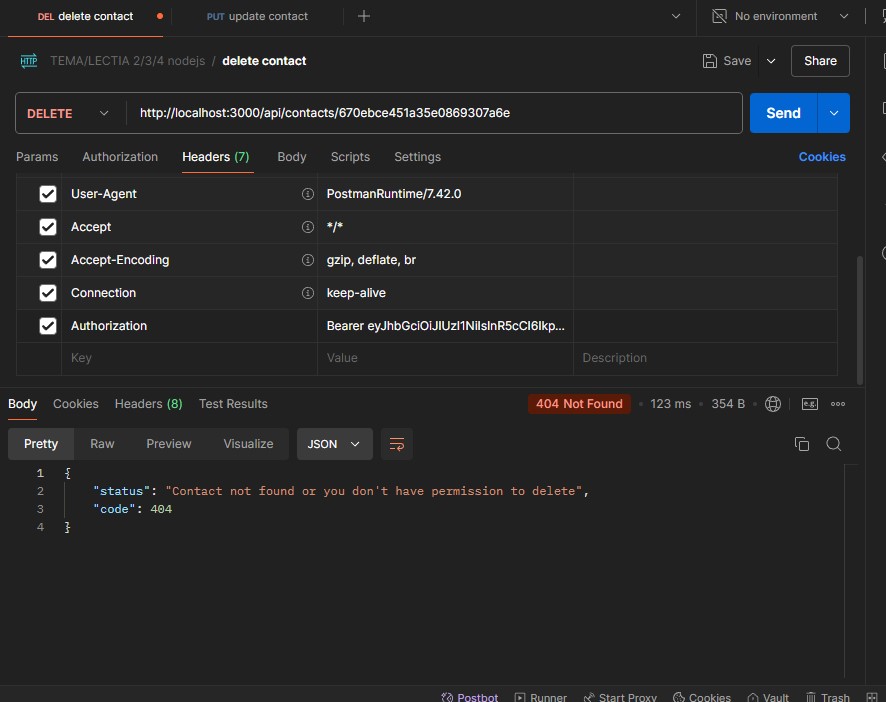 DEL delete contact
PUT update contact
No environment
HTTP TEMA/LECTIA 2/3/4 nodejs / delete contact
Save
Share
DELETE
http://localhost:3000/api/contacts/670ebce451a35e0869307a6e
Send
Params Authorization Headers (7) Body Scripts Settings Cookies
User-Agent PostmanRuntime/7.42.0
Accept */*
Accept-Encoding gzip, deflate, br
Connection keep-alive
Authorization Bearer eyJhbGciOiJIUzI1NiIsInR5cCI6Ikp...
Key Value Description
Body Cookies Headers (8) Test Results 404 Not Found 123 ms 354 B e.g.
Pretty Raw Preview Visualize JSON
1 {
2 "status": "Contact not found or you don't have permission to delete",
3 "code": 404
4 }
Postbot Runner Start Proxy Cookies Vault Trash